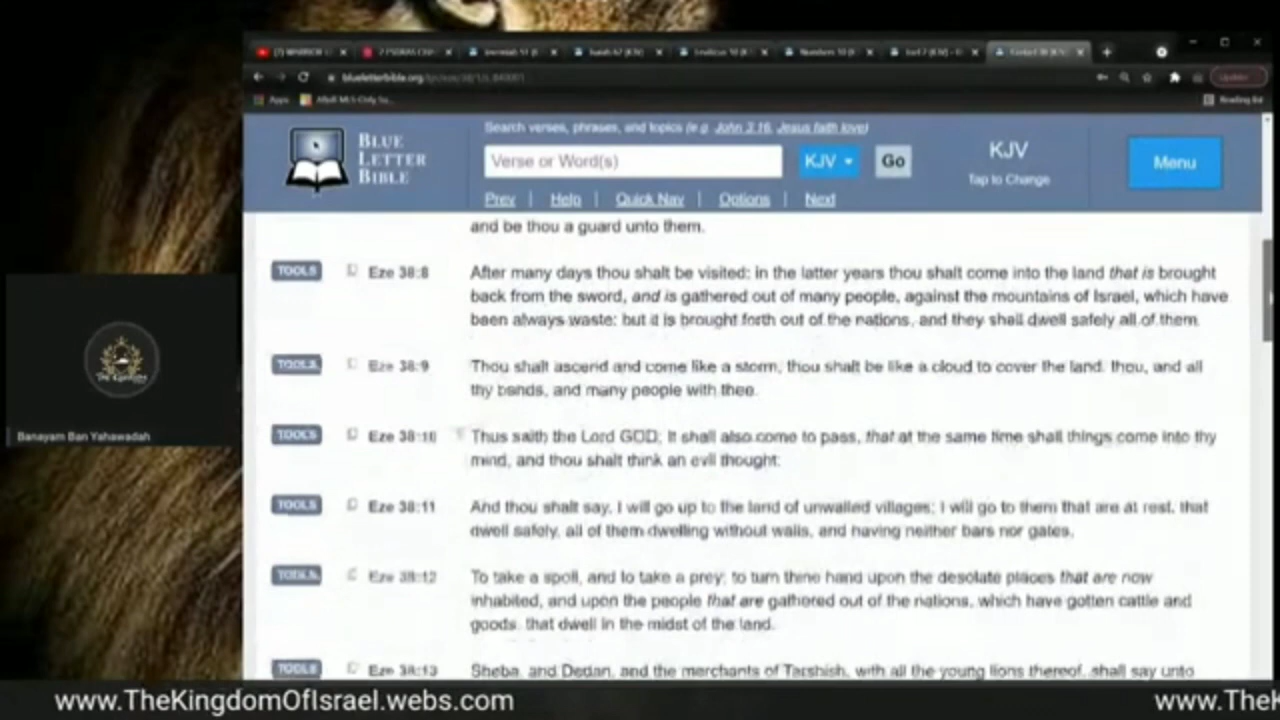 blueletterbible.org
Apps
Reading list
BLUE
LETTER
BIBLE
Search verses, phrases, and topics (e.g. John 3:16, Jesus faith love)
Verse or Word(s)
KJV
Go
KJV
Tap to Change
Menu
Prev | Help | Quick Nav | Options | Next
and be thou a guard unto them.
TOOLS Eze 38:8 After many days thou shalt be visited: in the latter years thou shalt come into the land that is brought
back from the sword, and is gathered out of many people, against the mountains of Israel, which have
been always waste: but it is brought forth out of the nations, and they shall dwell safely all of them.
TOOLS Eze 38:9 Thou shalt ascend and come like a storm, thou shalt be like a cloud to cover the land, thou, and all
thy bands, and many people with thee.
TOOLS Eze 38:10 Thus saith the Lord GOD; It shall also come to pass, that at the same time shall things come into thy
mind, and thou shalt think an evil thought:
TOOLS Eze 38:11 And thou shalt say, I will go up to the land of unwalled villages; I will go to them that are at rest, that
dwell safely, all of them dwelling without walls, and having neither bars nor gates,
TOOLS Eze 38:12 To take a spoil, and to take a prey; to turn thine hand upon the desolate places that are now
inhabited, and upon the people that are gathered out of the nations, which have gotten cattle and
goods, that dwell in the midst of the land.
TOOLS Eze 38:13 Sheba, and Dedan, and the merchants of Tarshish, with all the young lions thereof, shall say unto
Banayam Ban Yahawadah
www.TheKingdomOfIsrael.webs.com
www.TheK